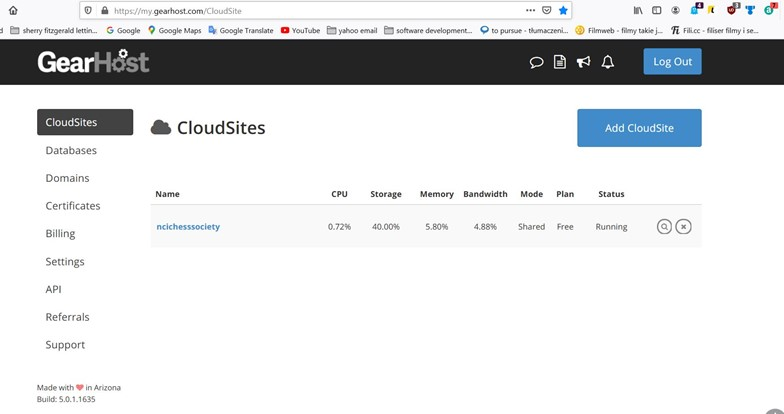 https://my.gearhost.com/CloudSite
sherry fitzgerald lettin... Google Google Maps Google Translate YouTube yahoo email software development... to pursue - tłumaczeni... Filmweb - filmy takie j... Fili.cc - filiser filmy i se...
GearHost
Log Out
CloudSites
Databases
Domains
Certificates
Billing
Settings
API
Referrals
Support
CloudSites
Add CloudSite
Name CPU Storage Memory Bandwidth Mode Plan Status
ncichesssociety 0.72% 40.00% 5.80% 4.88% Shared Free Running
Made with ❤ in Arizona
Build: 5.0.1.1635